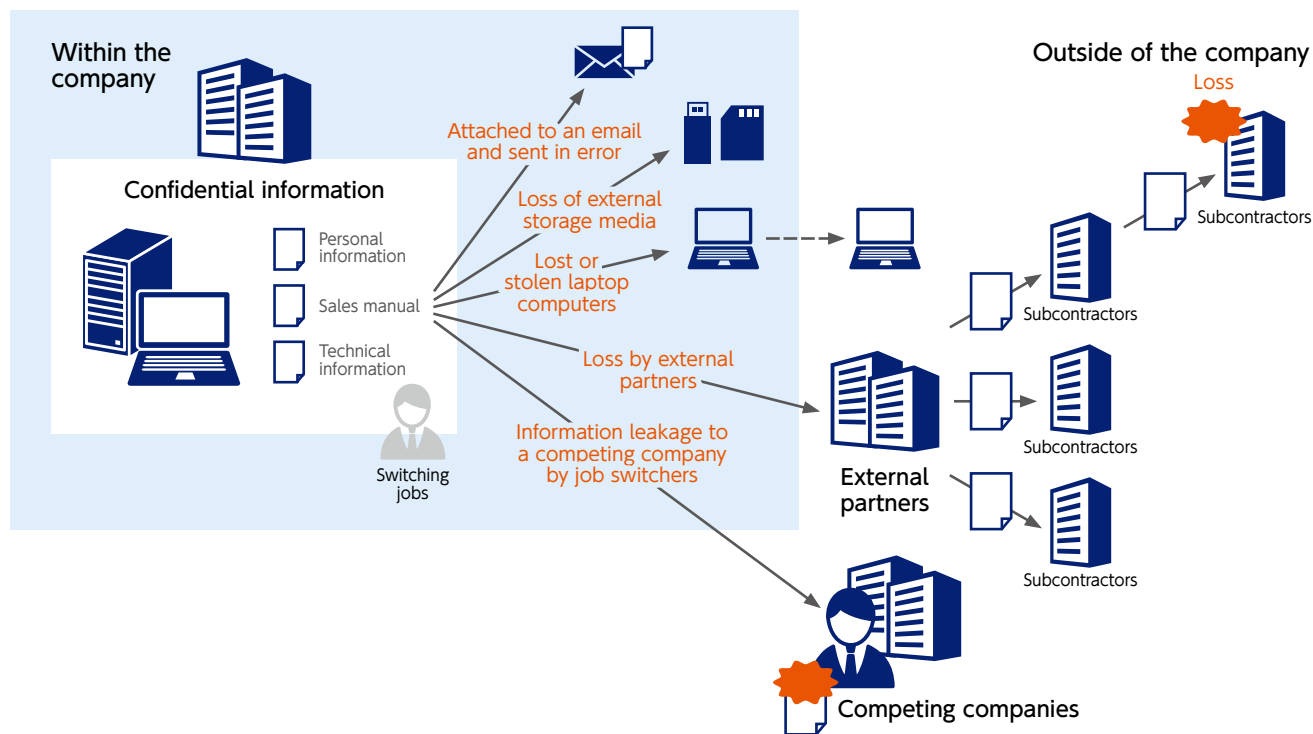 Within the
company
Outside of the company
Loss
Attached to an email
and sent in error
Confidential information
Loss of external
storage media
Subcontractors
Personal
information
Lost or
stolen laptop
computers
Sales manual
Subcontractors
Technical
information
Loss by external
partners
Information leakage to
a competing company
by job switchers
Subcontractors
Switching
jobs
External
partners
Subcontractors
Competing companies